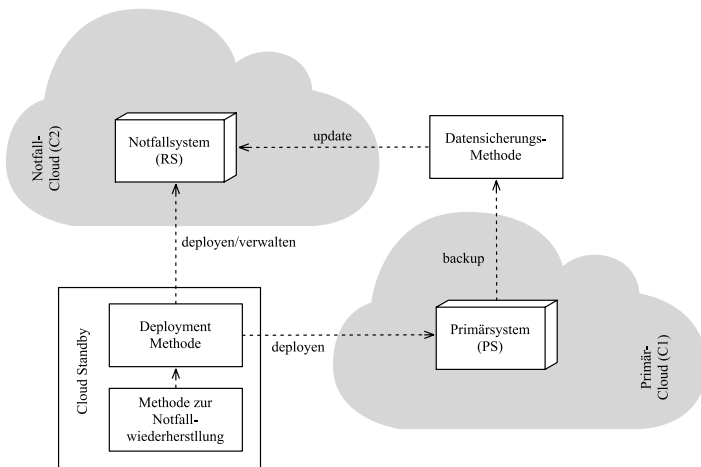 Notfall-
Cloud (C2)
Notfallsystem
(RS)
update
Datensicherungs-
Methode
deployen/verwalten
backup
Cloud Standby
Deployment
Methode
deployen
Primärsystem
(PS)
Primär-
Cloud (C1)
Methode zur
Notfall-
wiederherstllung